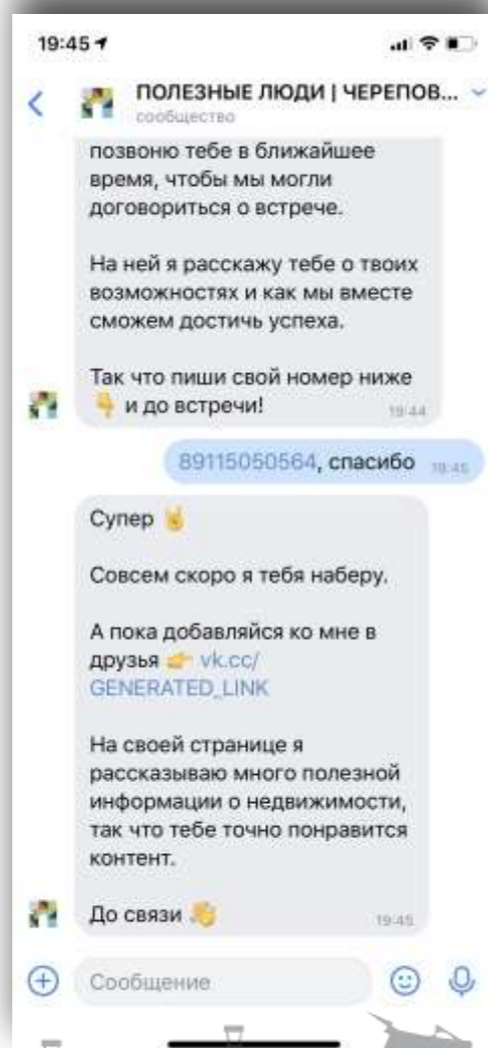 19:45
ПОЛЕЗНЫЕ ЛЮДИ | ЧЕРЕПОВ...
сообщество
позвоню тебе в ближайшее
время, чтобы мы могли
договориться о встрече.
На ней я расскажу тебе о твоих
возможностях и как мы вместе
сможем достичь успеха.
Так что пиши свой номер ниже
👇 и до встречи!
19:44
89115050564, спасибо
19:45
Супер 🤘
Совсем скоро я тебя наберу.
А пока добавляйся ко мне в
друзья 👉 vk.cc/
GENERATED_LINK
На своей странице я
рассказываю много полезной
информации о недвижимости,
так что тебе точно понравится
контент.
До связи 👋
19:45
Сообщение